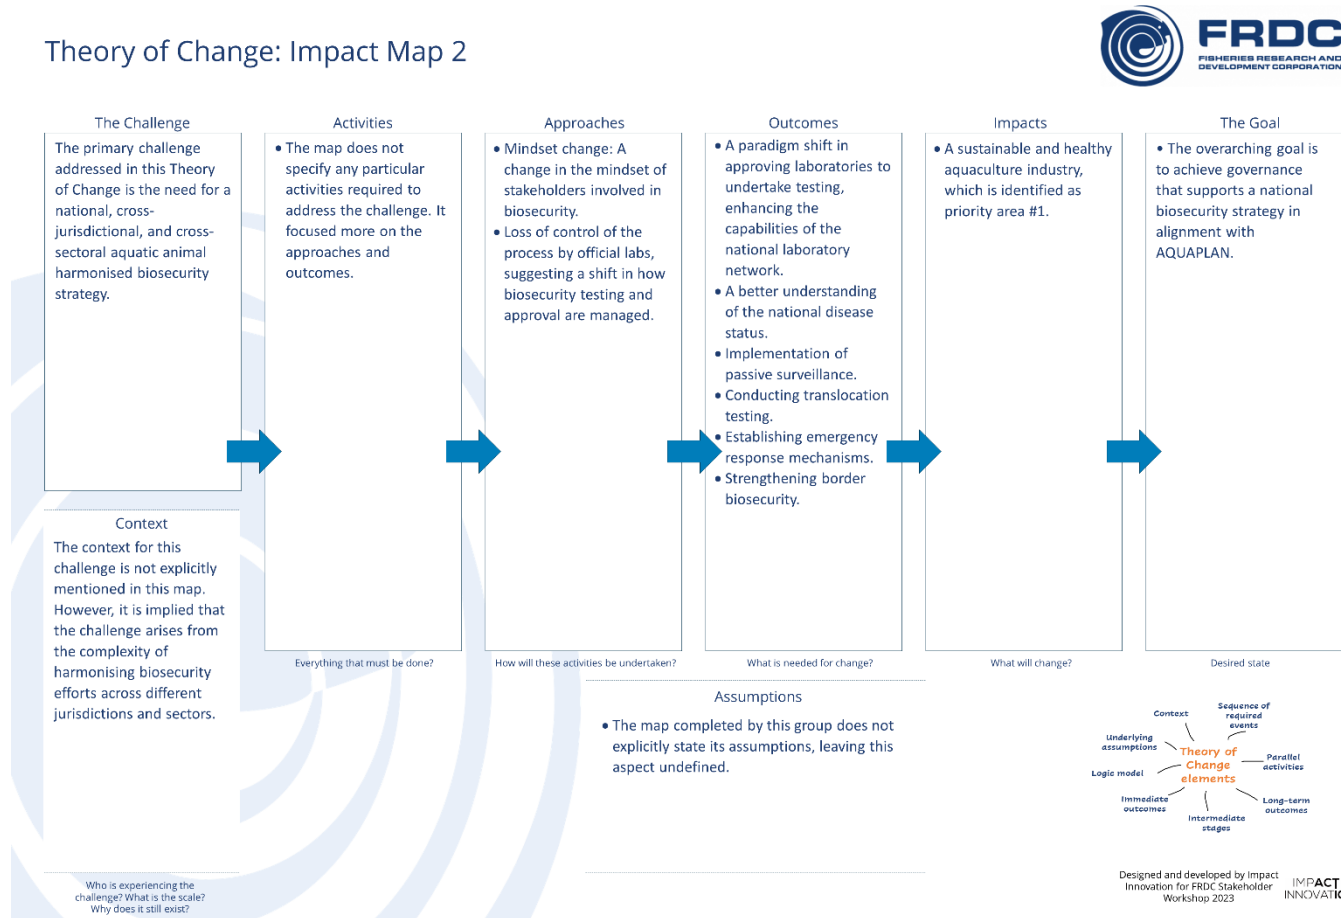 Theory of Change: Impact Map 2
FRDC
FISHERIES RESEARCH AND
DEVELOPMENT CORPORATION
The Challenge
The primary challenge
addressed in this Theory
of Change is the need for a
national, cross-
jurisdictional, and cross-
sectoral aquatic animal
harmonised biosecurity
strategy.
Context
The context for this
challenge is not explicitly
mentioned in this map.
However, it is implied that
the challenge arises from
the complexity of
harmonising biosecurity
efforts across different
jurisdictions and sectors.
Who is experiencing the
challenge? What is the scale?
Why does it still exist?
Activities
• The map does not
specify any particular
activities required to
address the challenge. It
focused more on the
approaches and
outcomes.
Everything that must be done?
Approaches
• Mindset change: A
change in the mindset of
stakeholders involved in
biosecurity.
• Loss of control of the
process by official labs,
suggesting a shift in how
biosecurity testing and
approval are managed.
How will these activities be undertaken?
Outcomes
• A paradigm shift in
approving laboratories to
undertake testing,
enhancing the
capabilities of the
national laboratory
network.
• A better understanding
of the national disease
status.
• Implementation of
passive surveillance.
• Conducting translocation
testing.
• Establishing emergency
response mechanisms.
• Strengthening border
biosecurity.
What is needed for change?
Impacts
• A sustainable and healthy
aquaculture industry,
which is identified as
priority area #1.
What will change?
The Goal
• The overarching goal is
to achieve governance
that supports a national
biosecurity strategy in
alignment with
AQUAPLAN.
Desired state
Assumptions
• The map completed by this group does not
explicitly state its assumptions, leaving this
aspect undefined.
Theory of
Change
elements
Context
Sequence of
required
events
Parallel
activities
Long-term
outcomes
Intermediate
stages
Immediate
outcomes
Logic model
Underlying
assumptions
Designed and developed by Impact
Innovation for FRDC Stakeholder
Workshop 2023
IMPACT